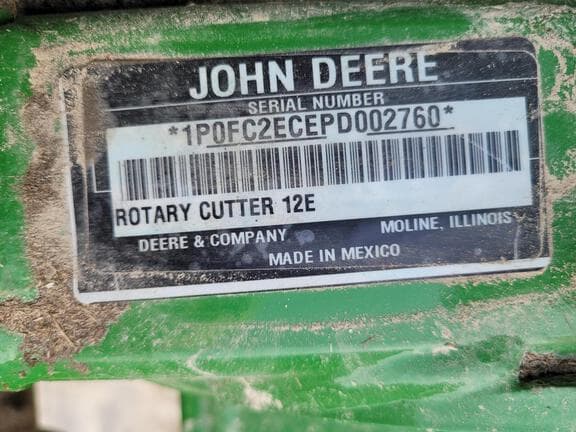 JOHN DEERE
SERIAL NUMBER
*1P0FC2ECEPD002760*
ROTARY CUTTER 12E
DEERE & COMPANY MOLINE, ILLINOIS
MADE IN MEXICO